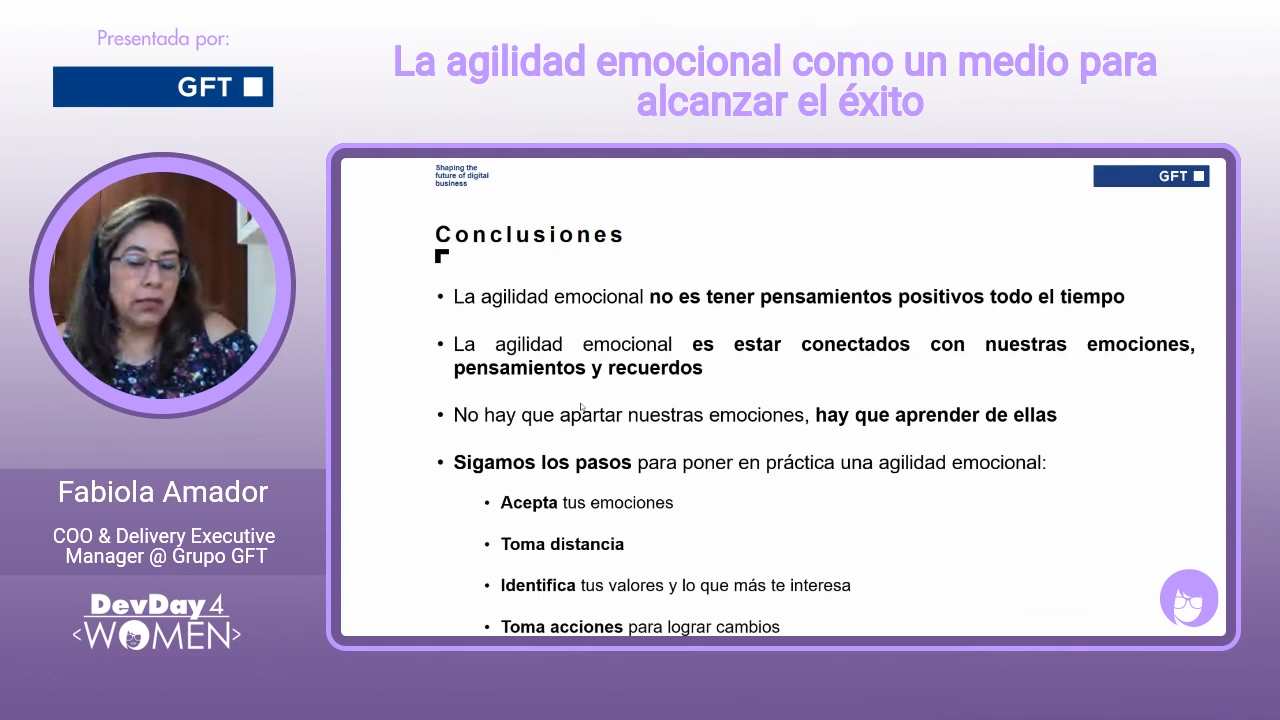 Presentada por:
GFT
La agilidad emocional como un medio para
alcanzar el éxito
Shaping the
future of digital
business
GFT
Conclusiones
• La agilidad emocional no es tener pensamientos positivos todo el tiempo
• La agilidad emocional es estar conectados con nuestras emociones,
pensamientos y recuerdos
• No hay que apartar nuestras emociones, hay que aprender de ellas
• Sigamos los pasos para poner en práctica una agilidad emocional:
• Acepta tus emociones
• Toma distancia
• Identifica tus valores y lo que más te interesa
• Toma acciones para lograr cambios
Fabiola Amador
COO & Delivery Executive
Manager @ Grupo GFT
DevDay 4
<WOMEN>